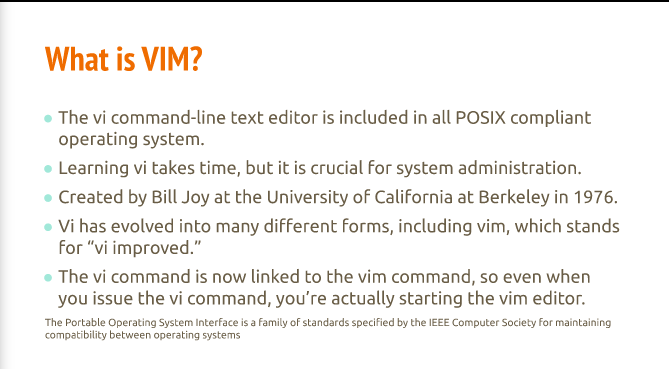 What is VIM?
● The vi command-line text editor is included in all POSIX compliant
operating system.
● Learning vi takes time, but it is crucial for system administration.
● Created by Bill Joy at the University of California at Berkeley in 1976.
● Vi has evolved into many different forms, including vim, which stands
for “vi improved.”
● The vi command is now linked to the vim command, so even when
you issue the vi command, you’re actually starting the vim editor.
The Portable Operating System Interface is a family of standards specified by the IEEE Computer Society for maintaining
compatibility between operating systems